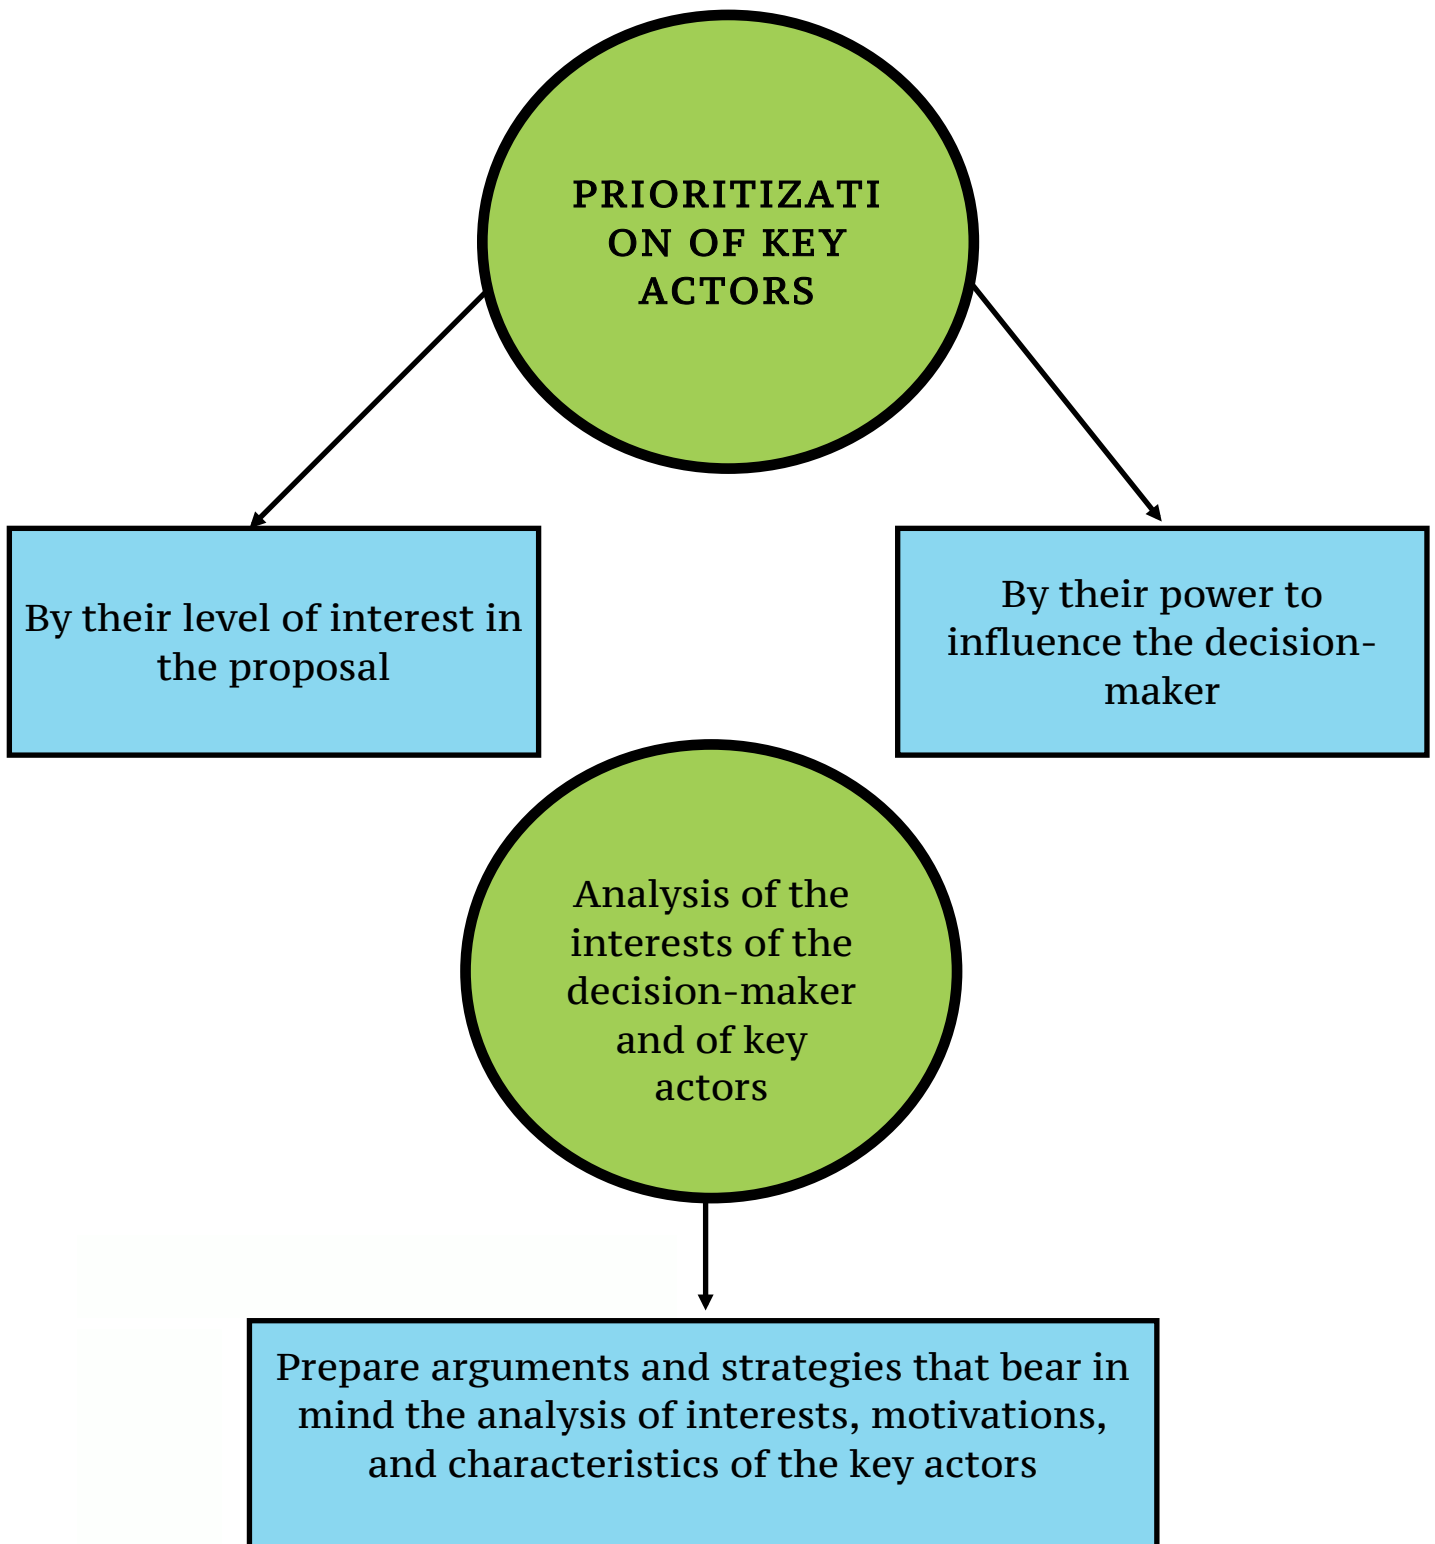 PRIORITIZATI
ON OF KEY
ACTORS
By their level of interest in
the proposal
By their power to
influence the decision-
maker
Analysis of the
interests of the
decision-maker
and of key
actors
Prepare arguments and strategies that bear in
mind the analysis of interests, motivations,
and characteristics of the key actors